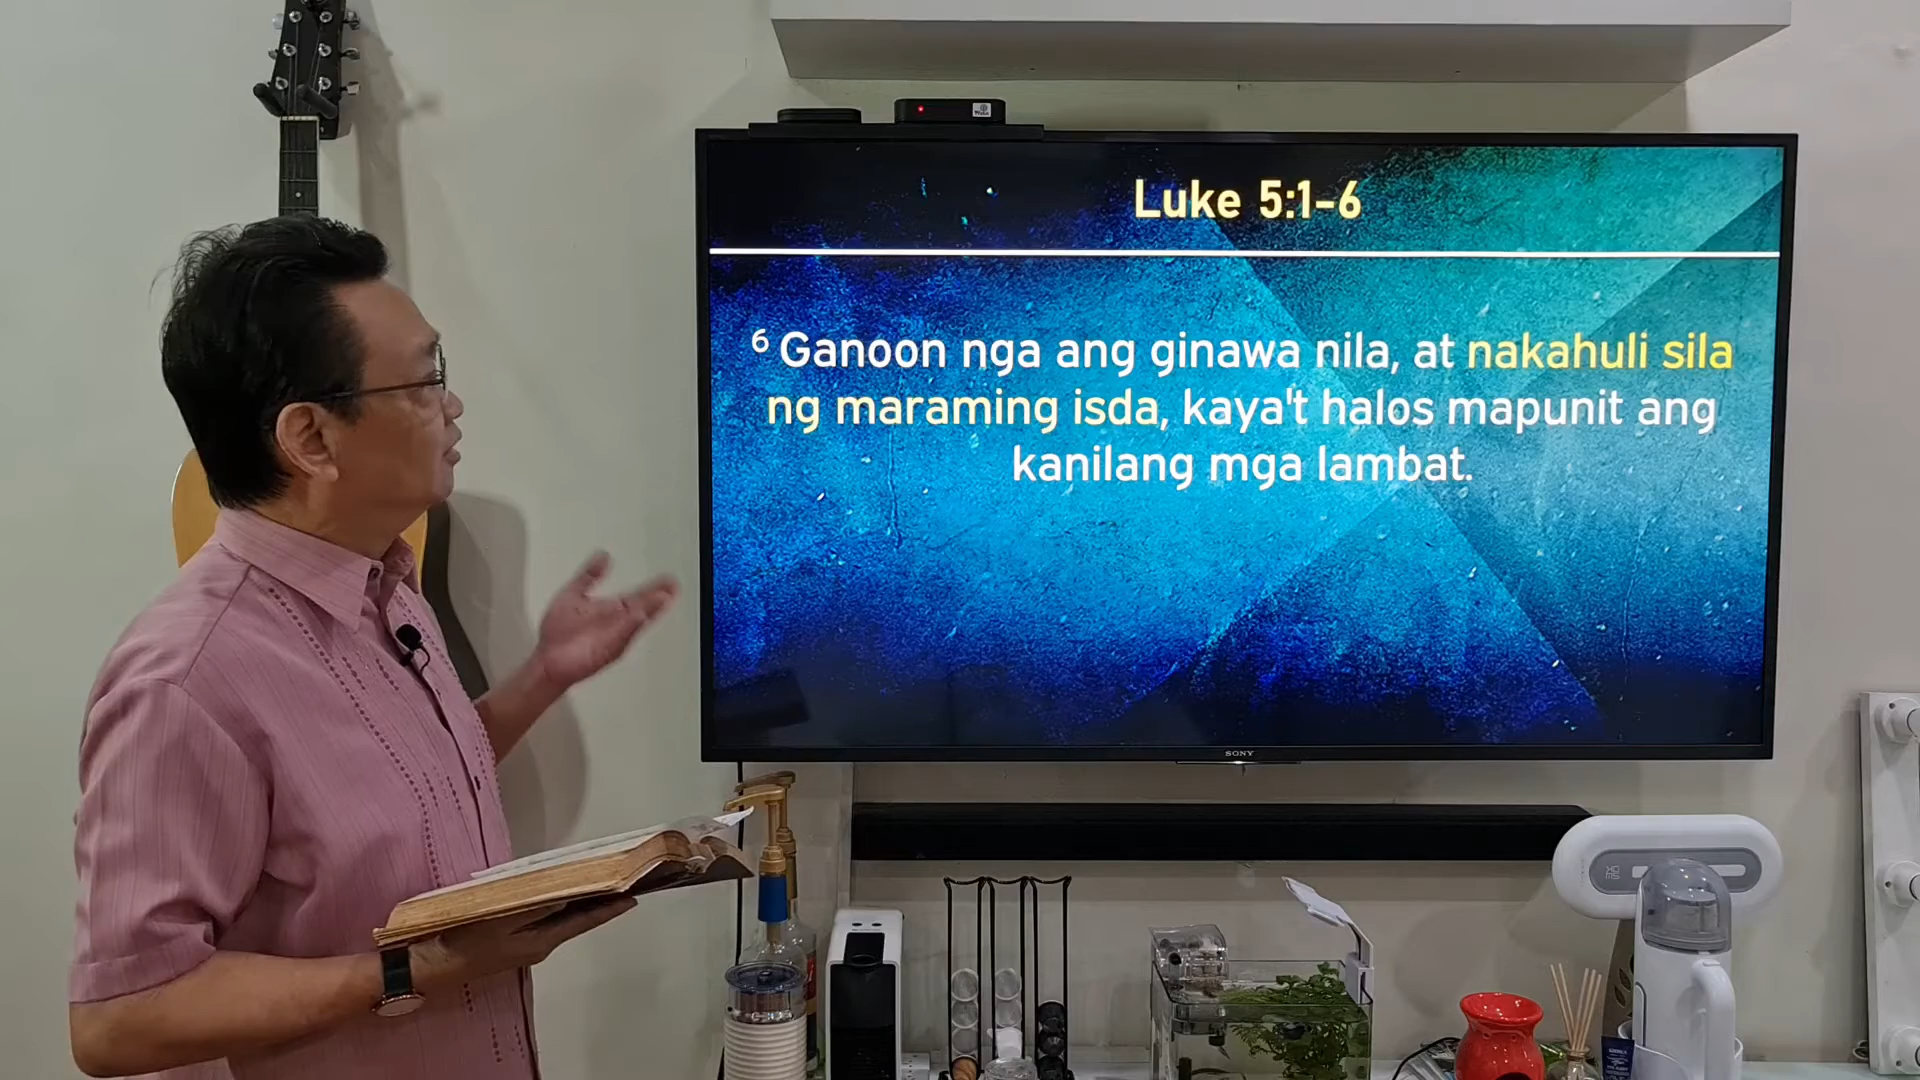 Luke 5:1-6
6 Ganoon nga ang ginawa nila, at nakahuli sila
ng maraming isda, kaya't halos mapunit ang
kanilang mga lambat.
SONY